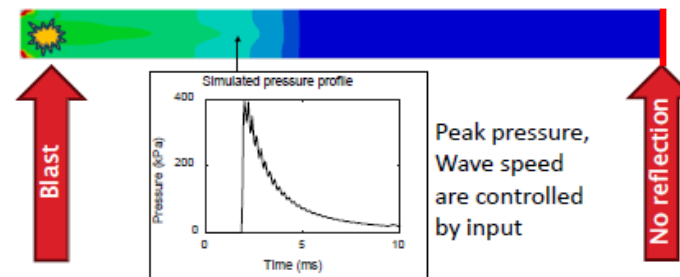 Simulated pressure profile
400
200
0
Pressure (kPa)
0
5
10
Time (ms)
Blast
Peak pressure,
Wave speed
are controlled
by input
No reflection